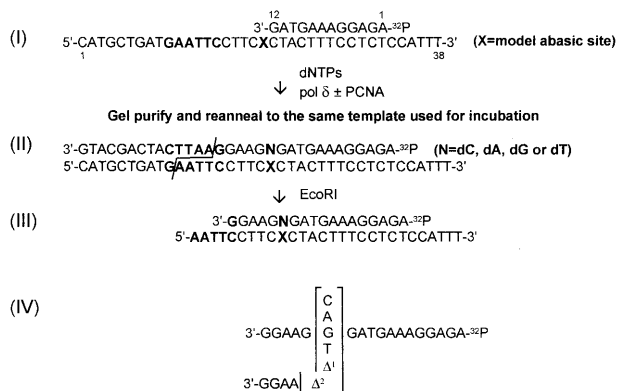 12 1
3'-GATGAAAGGAGA-³²P
(I)
5'-CATGCTGATGAATTCCTTCXCTACTTTCCTCTCCATTT-3' (X=model abasic site)
1 38
dNTPs
↓ pol δ ± PCNA
Gel purify and reanneal to the same template used for incubation
(II) 3'-GTACGACTACTTAAGGAAGNGATGAAAGGAGA-³²P (N=dC, dA, dG or dT)
5'-CATGCTGATGAATTCCTTCXCTACTTTCCTCTCCATTT-3'
↓ EcoRI
(III) 3'-GGAAGNGATGAAAGGAGA-³²P
5'-AATTCCTTCXCTACTTTCCTCTCCATTT-3'
(IV)
C
A
3'-GGAAG G GATGAAAGGAGA-³²P
T
Δ¹
3'-GGAA Δ²